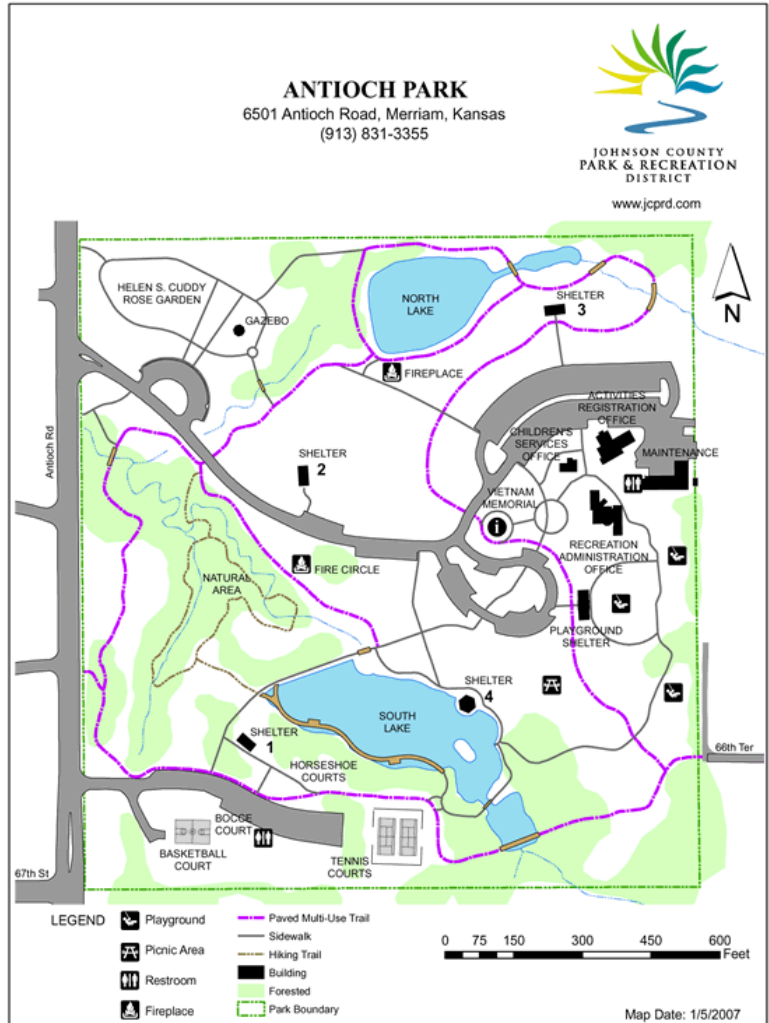 ANTIOCH PARK
6501 Antioch Road, Merriam, Kansas
(913) 831-3355
JOHNSON COUNTY
PARK & RECREATION
DISTRICT
www.jcprd.com
HELEN S. CUDDY
ROSE GARDEN
GAZEBO
NORTH
LAKE
SHELTER
3
N
FIREPLACE
ACTIVITIES
REGISTRATION
OFFICE
CHILDREN'S
SERVICES
OFFICE
MAINTENANCE
Antioch Rd
SHELTER
2
VIETNAM
MEMORIAL
i
RECREATION
ADMINISTRATION
OFFICE
FIRE CIRCLE
NATURAL
AREA
PLAYGROUND
SHELTER
SHELTER
4
SOUTH
LAKE
SHELTER
1
HORSESHOE
COURTS
66th Ter
BOCCE
COURT
BASKETBALL
COURT
TENNIS
COURTS
67th St
LEGEND
Playground
Picnic Area
Restroom
Fireplace
Paved Multi-Use Trail
Sidewalk
Hiking Trail
Building
Forested
Park Boundary
0 75 150 300 450 600
Feet
Map Date: 1/5/2007